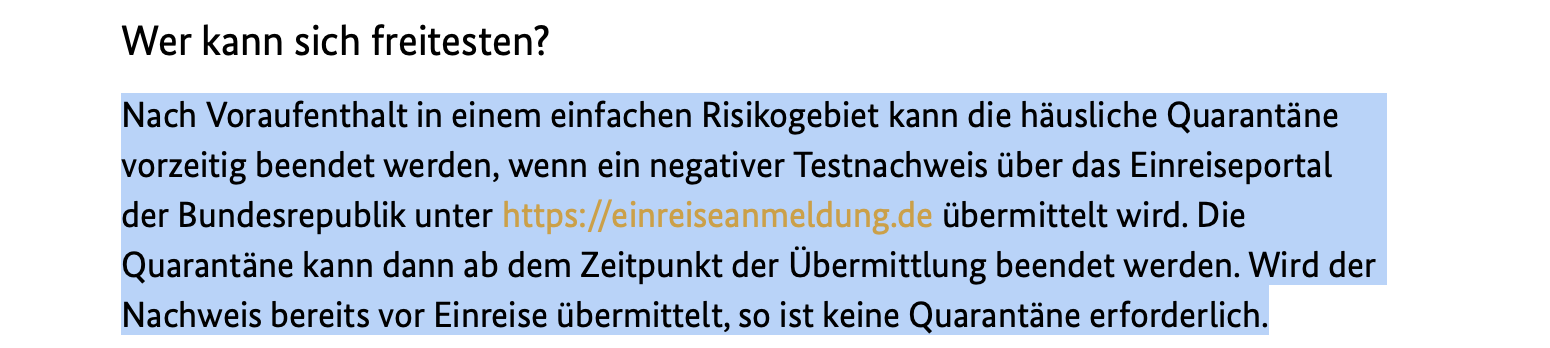 Wer kann sich freitesten?
Nach Voraufenthalt in einem einfachen Risikogebiet kann die häusliche Quarantäne
vorzeitig beendet werden, wenn ein negativer Testnachweis über das Einreiseportal
der Bundesrepublik unter https://einreiseanmeldung.de übermittelt wird. Die
Quarantäne kann dann ab dem Zeitpunkt der Übermittlung beendet werden. Wird der
Nachweis bereits vor Einreise übermittelt, so ist keine Quarantäne erforderlich.